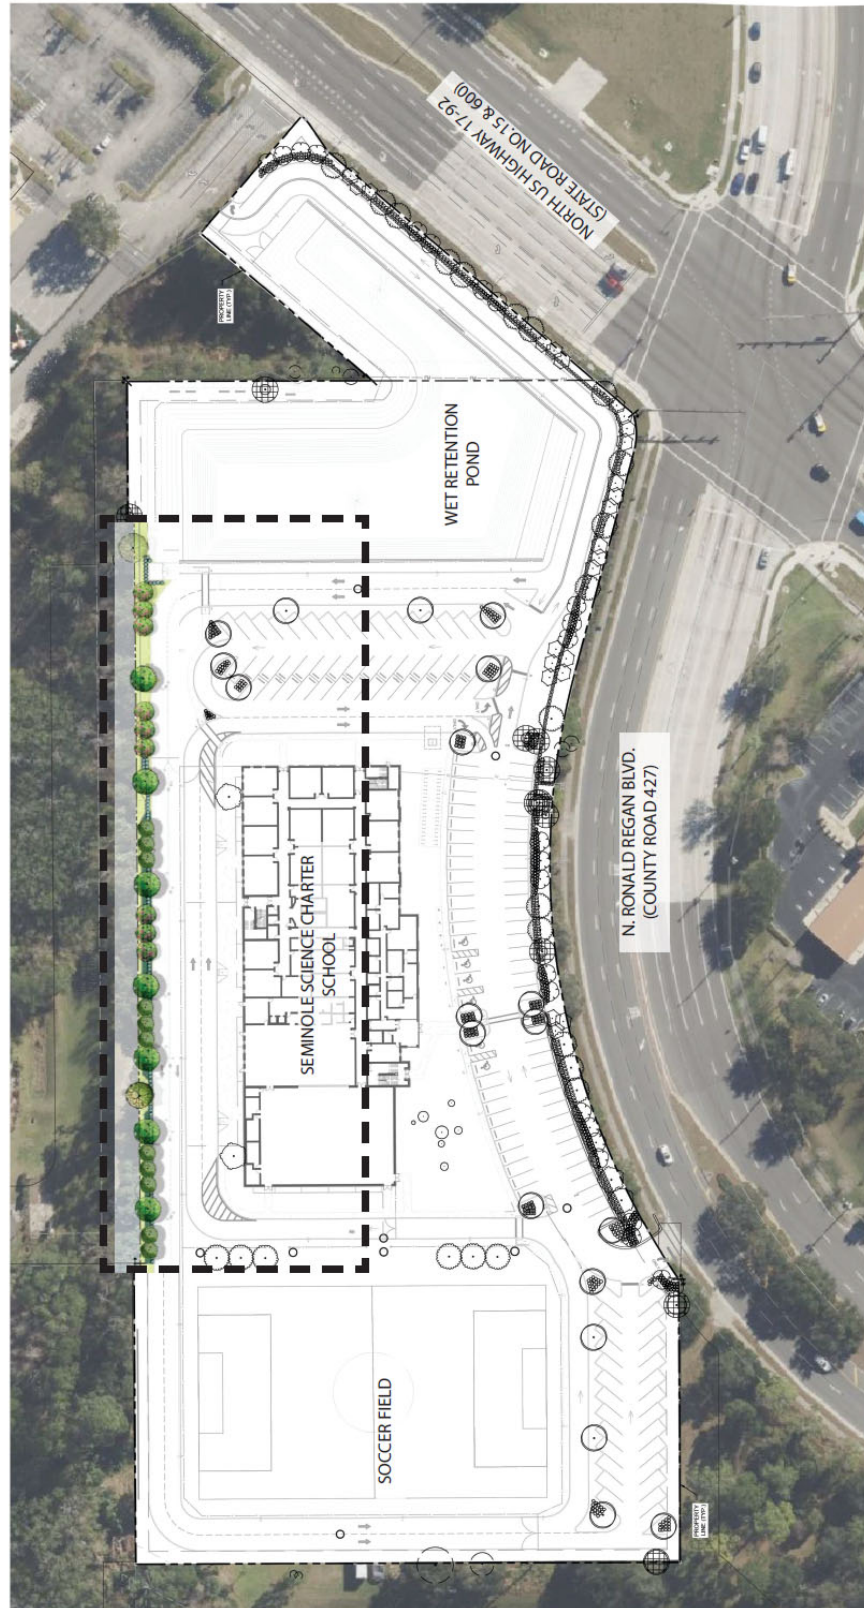 NORTH US HIGHWAY 17-92
(STATE ROAD NO.15 & 600)
PROPERTY
LINE (TYP.)
WET RETENTION
POND
N. RONALD REGAN BLVD.
(COUNTY ROAD 427)
SEMINOLE SCIENCE CHARTER
SCHOOL
SOCCER FIELD
PROPERTY
LINE (TYP.)